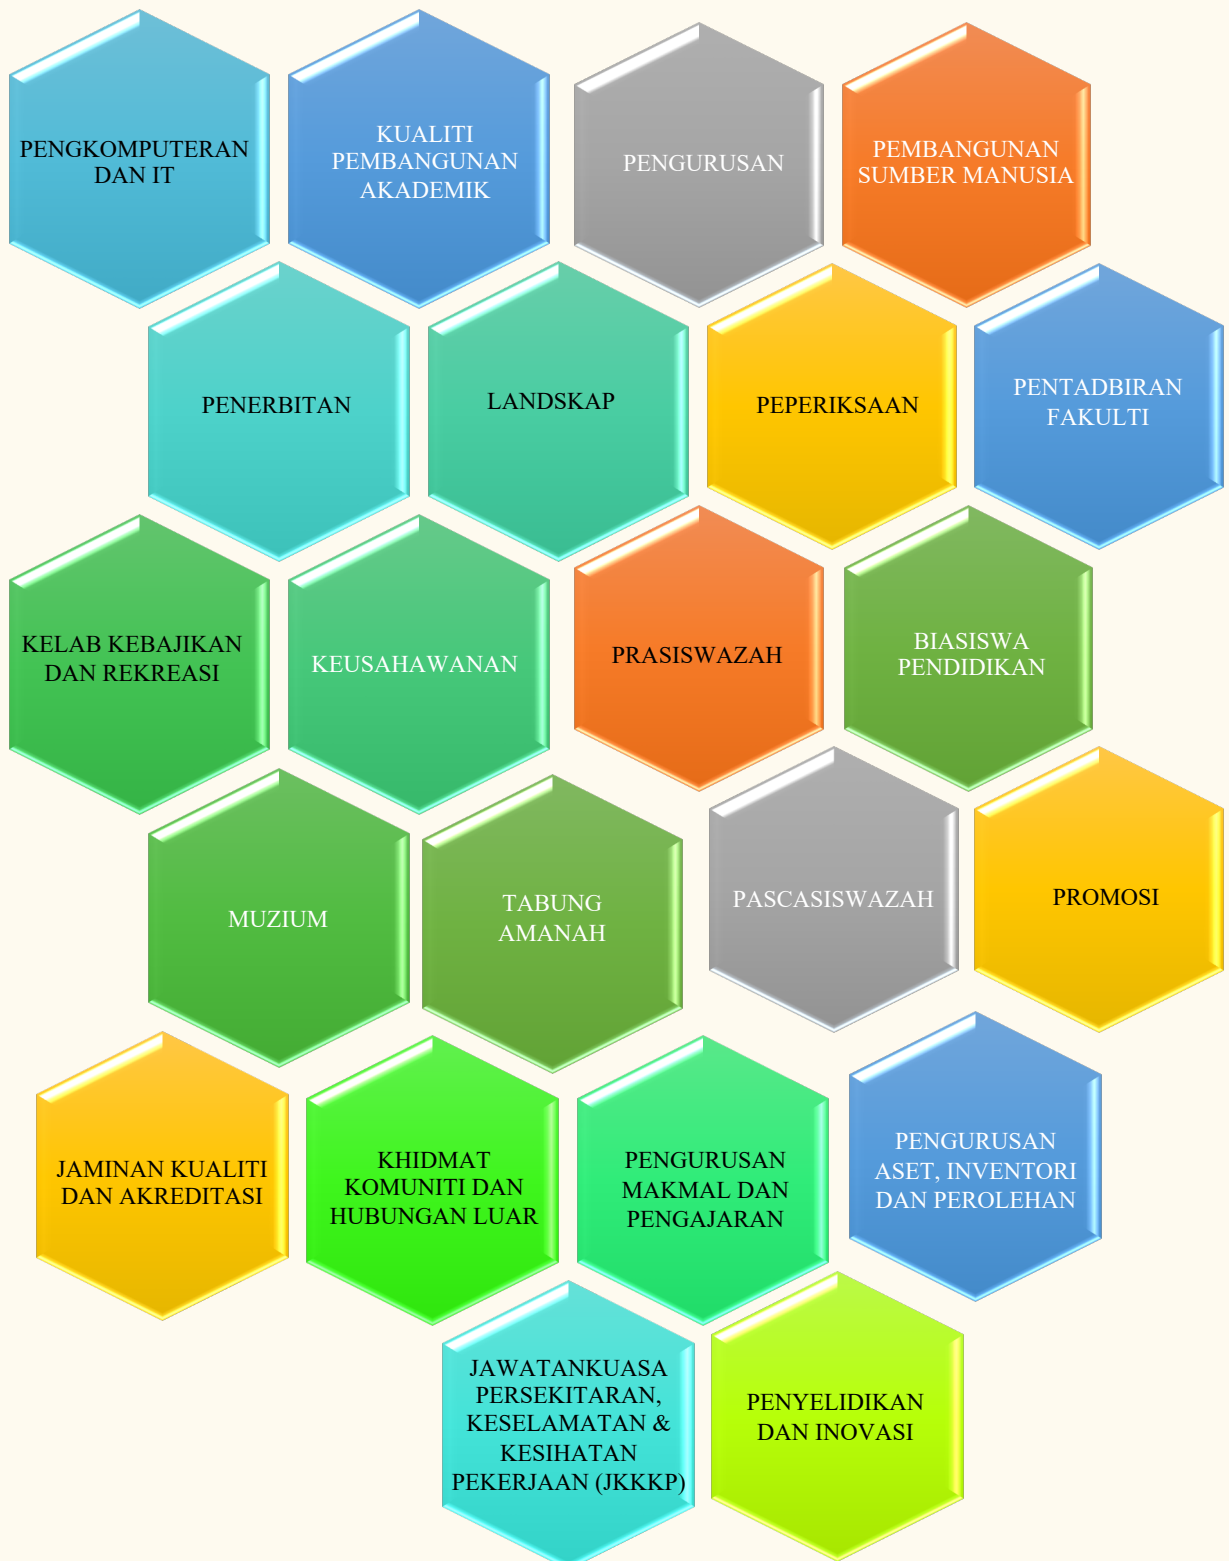 PENGKOMPUTERAN
DAN IT
KUALITI
PEMBANGUNAN
AKADEMIK
PENGURUSAN
PEMBANGUNAN
SUMBER MANUSIA
PENERBITAN
LANDSKAP
PEPERIKSAAN
PENTADBIRAN
FAKULTI
KELAB KEBAJIKAN
DAN REKREASI
KEUSAHAWANAN
PRASISWAZAH
BIASISWA
PENDIDIKAN
MUZIUM
TABUNG
AMANAH
PASCASISWAZAH
PROMOSI
JAMINAN KUALITI
DAN AKREDITASI
KHIDMAT
KOMUNITI DAN
HUBUNGAN LUAR
PENGURUSAN
MAKMAL DAN
PENGAJARAN
PENGURUSAN
ASET, INVENTORI
DAN PEROLEHAN
JAWATANKUASA
PERSEKITARAN,
KESELAMATAN &
KESIHATAN
PEKERJAAN (JKKKP)
PENYELIDIKAN
DAN INOVASI